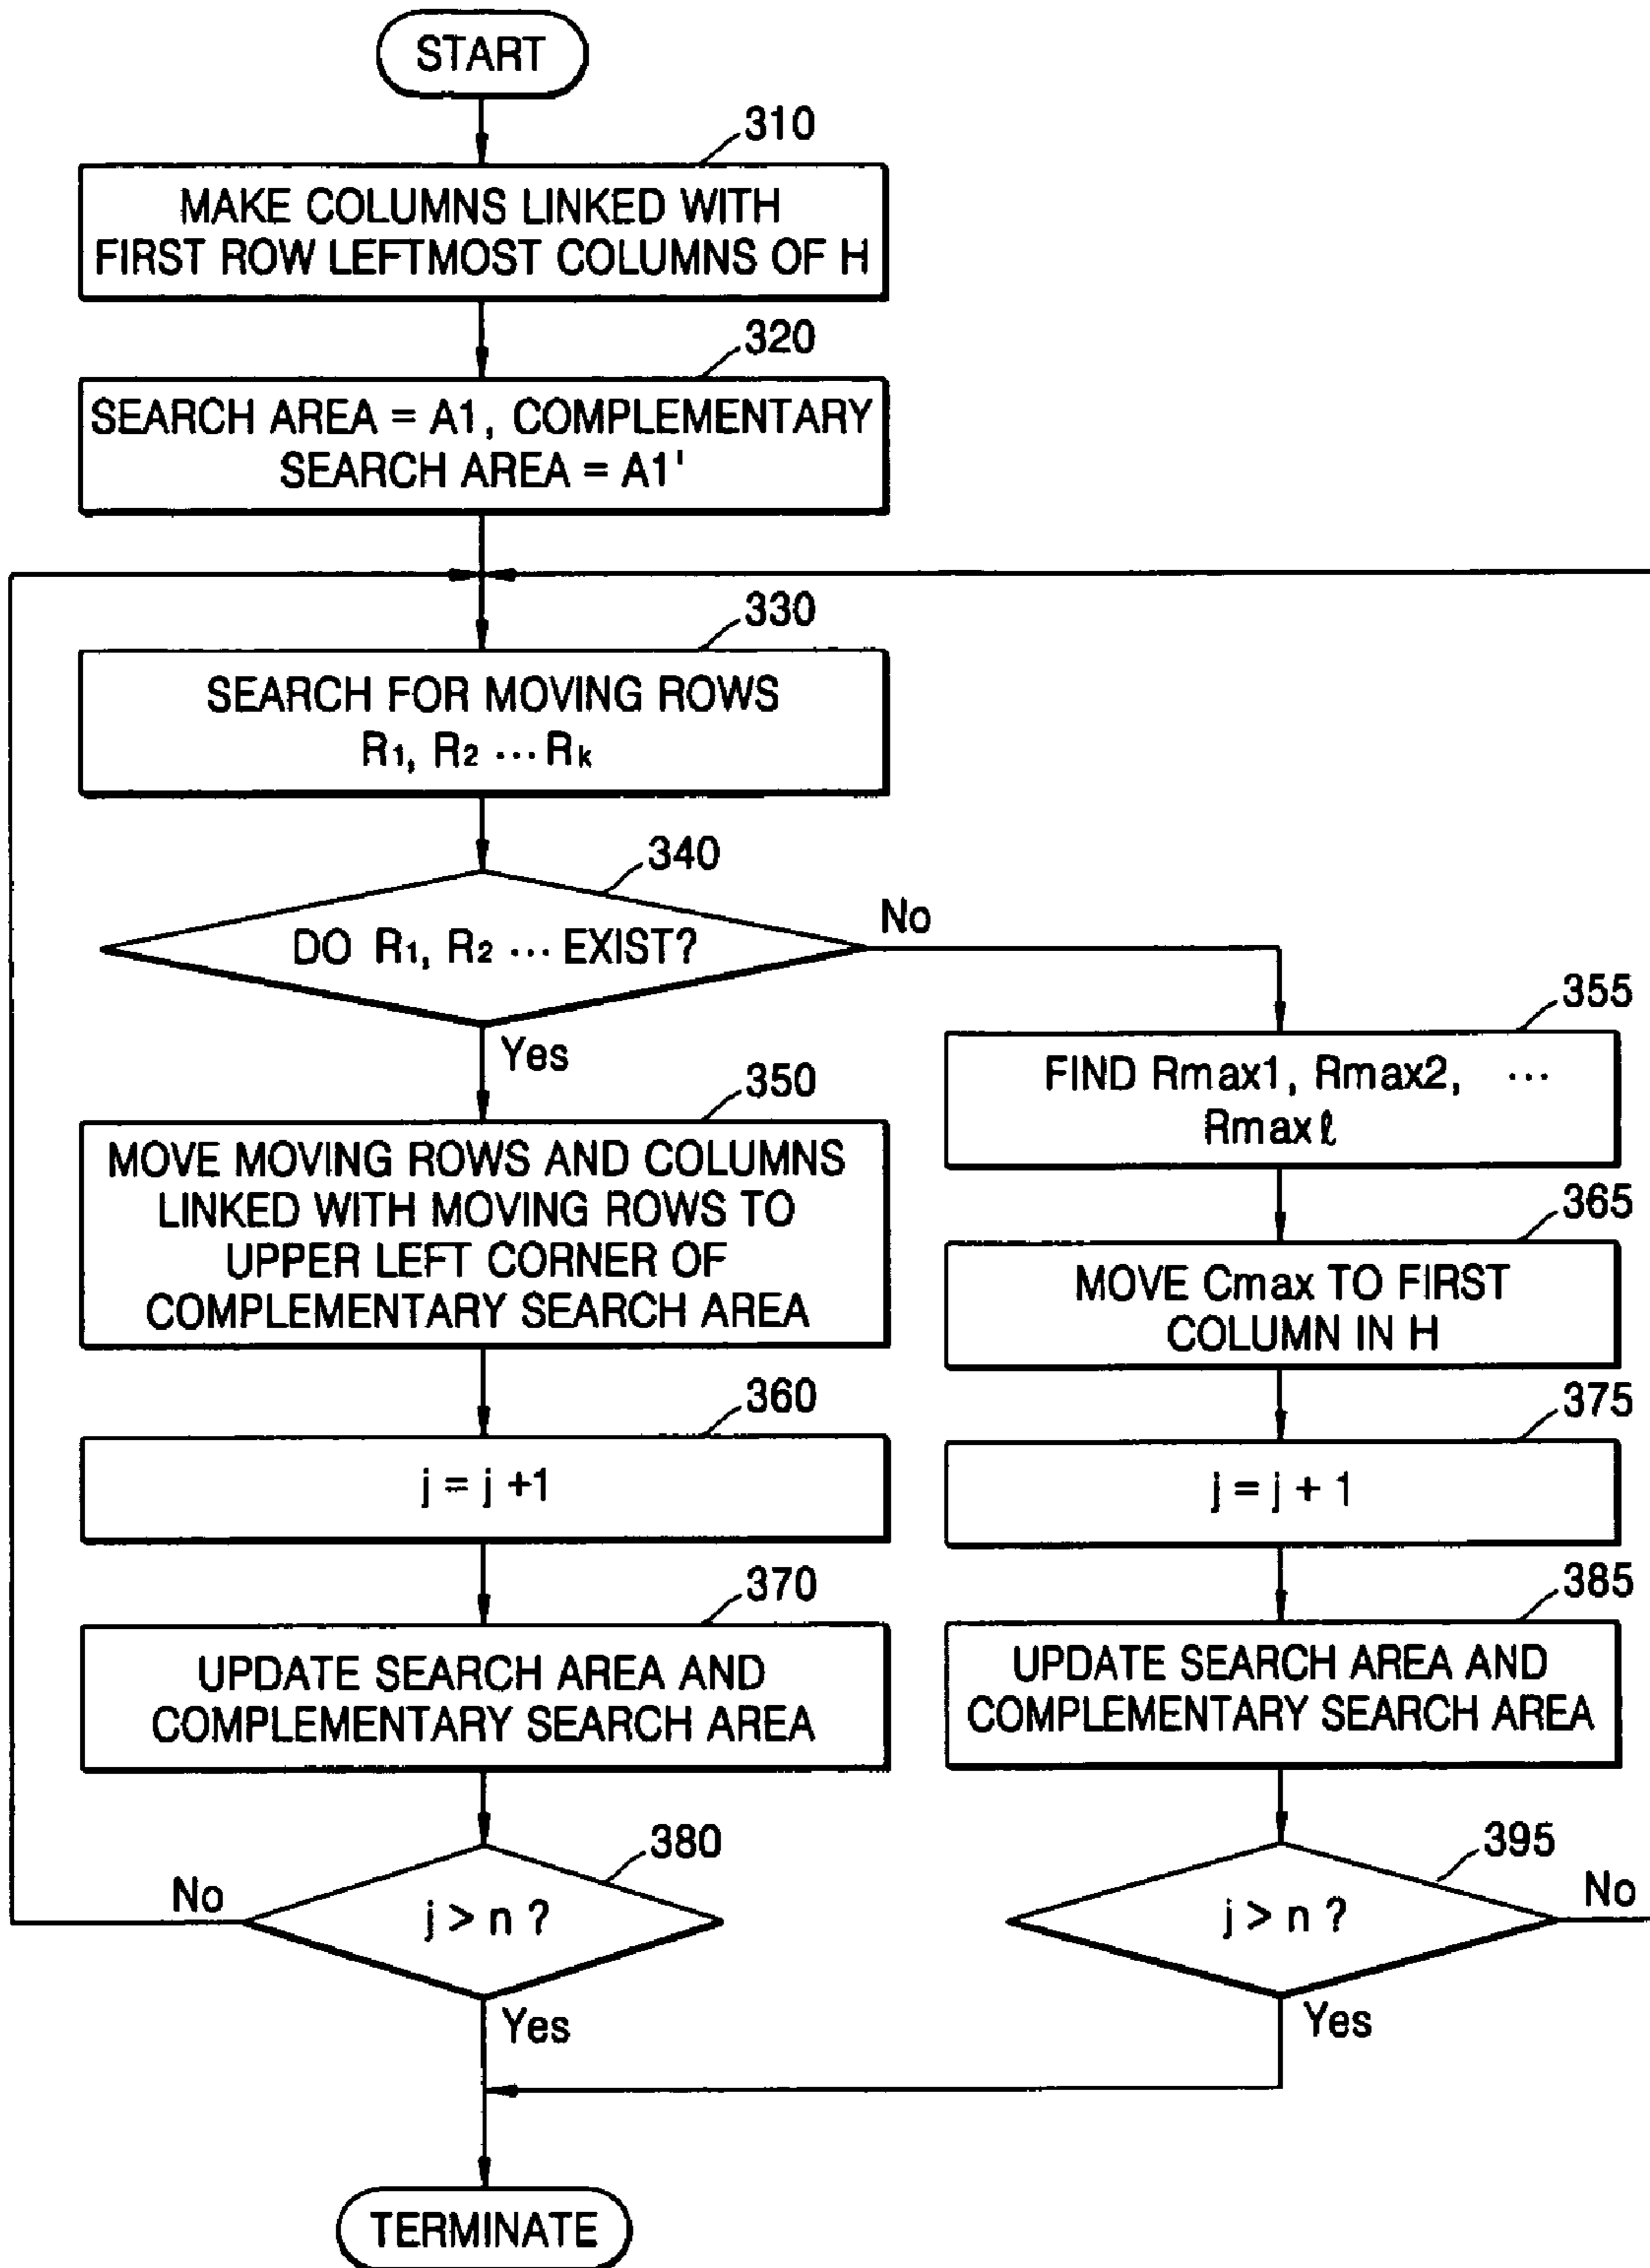 START
310
MAKE COLUMNS LINKED WITH
FIRST ROW LEFTMOST COLUMNS OF H
320
SEARCH AREA = A1, COMPLEMENTARY
SEARCH AREA = A1'
330
SEARCH FOR MOVING ROWS
R1, R2 ··· Rk
340
DO R1, R2 ··· EXIST?
No
Yes
350
MOVE MOVING ROWS AND COLUMNS
LINKED WITH MOVING ROWS TO
UPPER LEFT CORNER OF
COMPLEMENTARY SEARCH AREA
360
j = j +1
370
UPDATE SEARCH AREA AND
COMPLEMENTARY SEARCH AREA
380
No
j > n ?
Yes
355
FIND Rmax1, Rmax2, ···
Rmaxℓ
365
MOVE Cmax TO FIRST
COLUMN IN H
375
j = j + 1
385
UPDATE SEARCH AREA AND
COMPLEMENTARY SEARCH AREA
395
j > n ?
No
Yes
TERMINATE